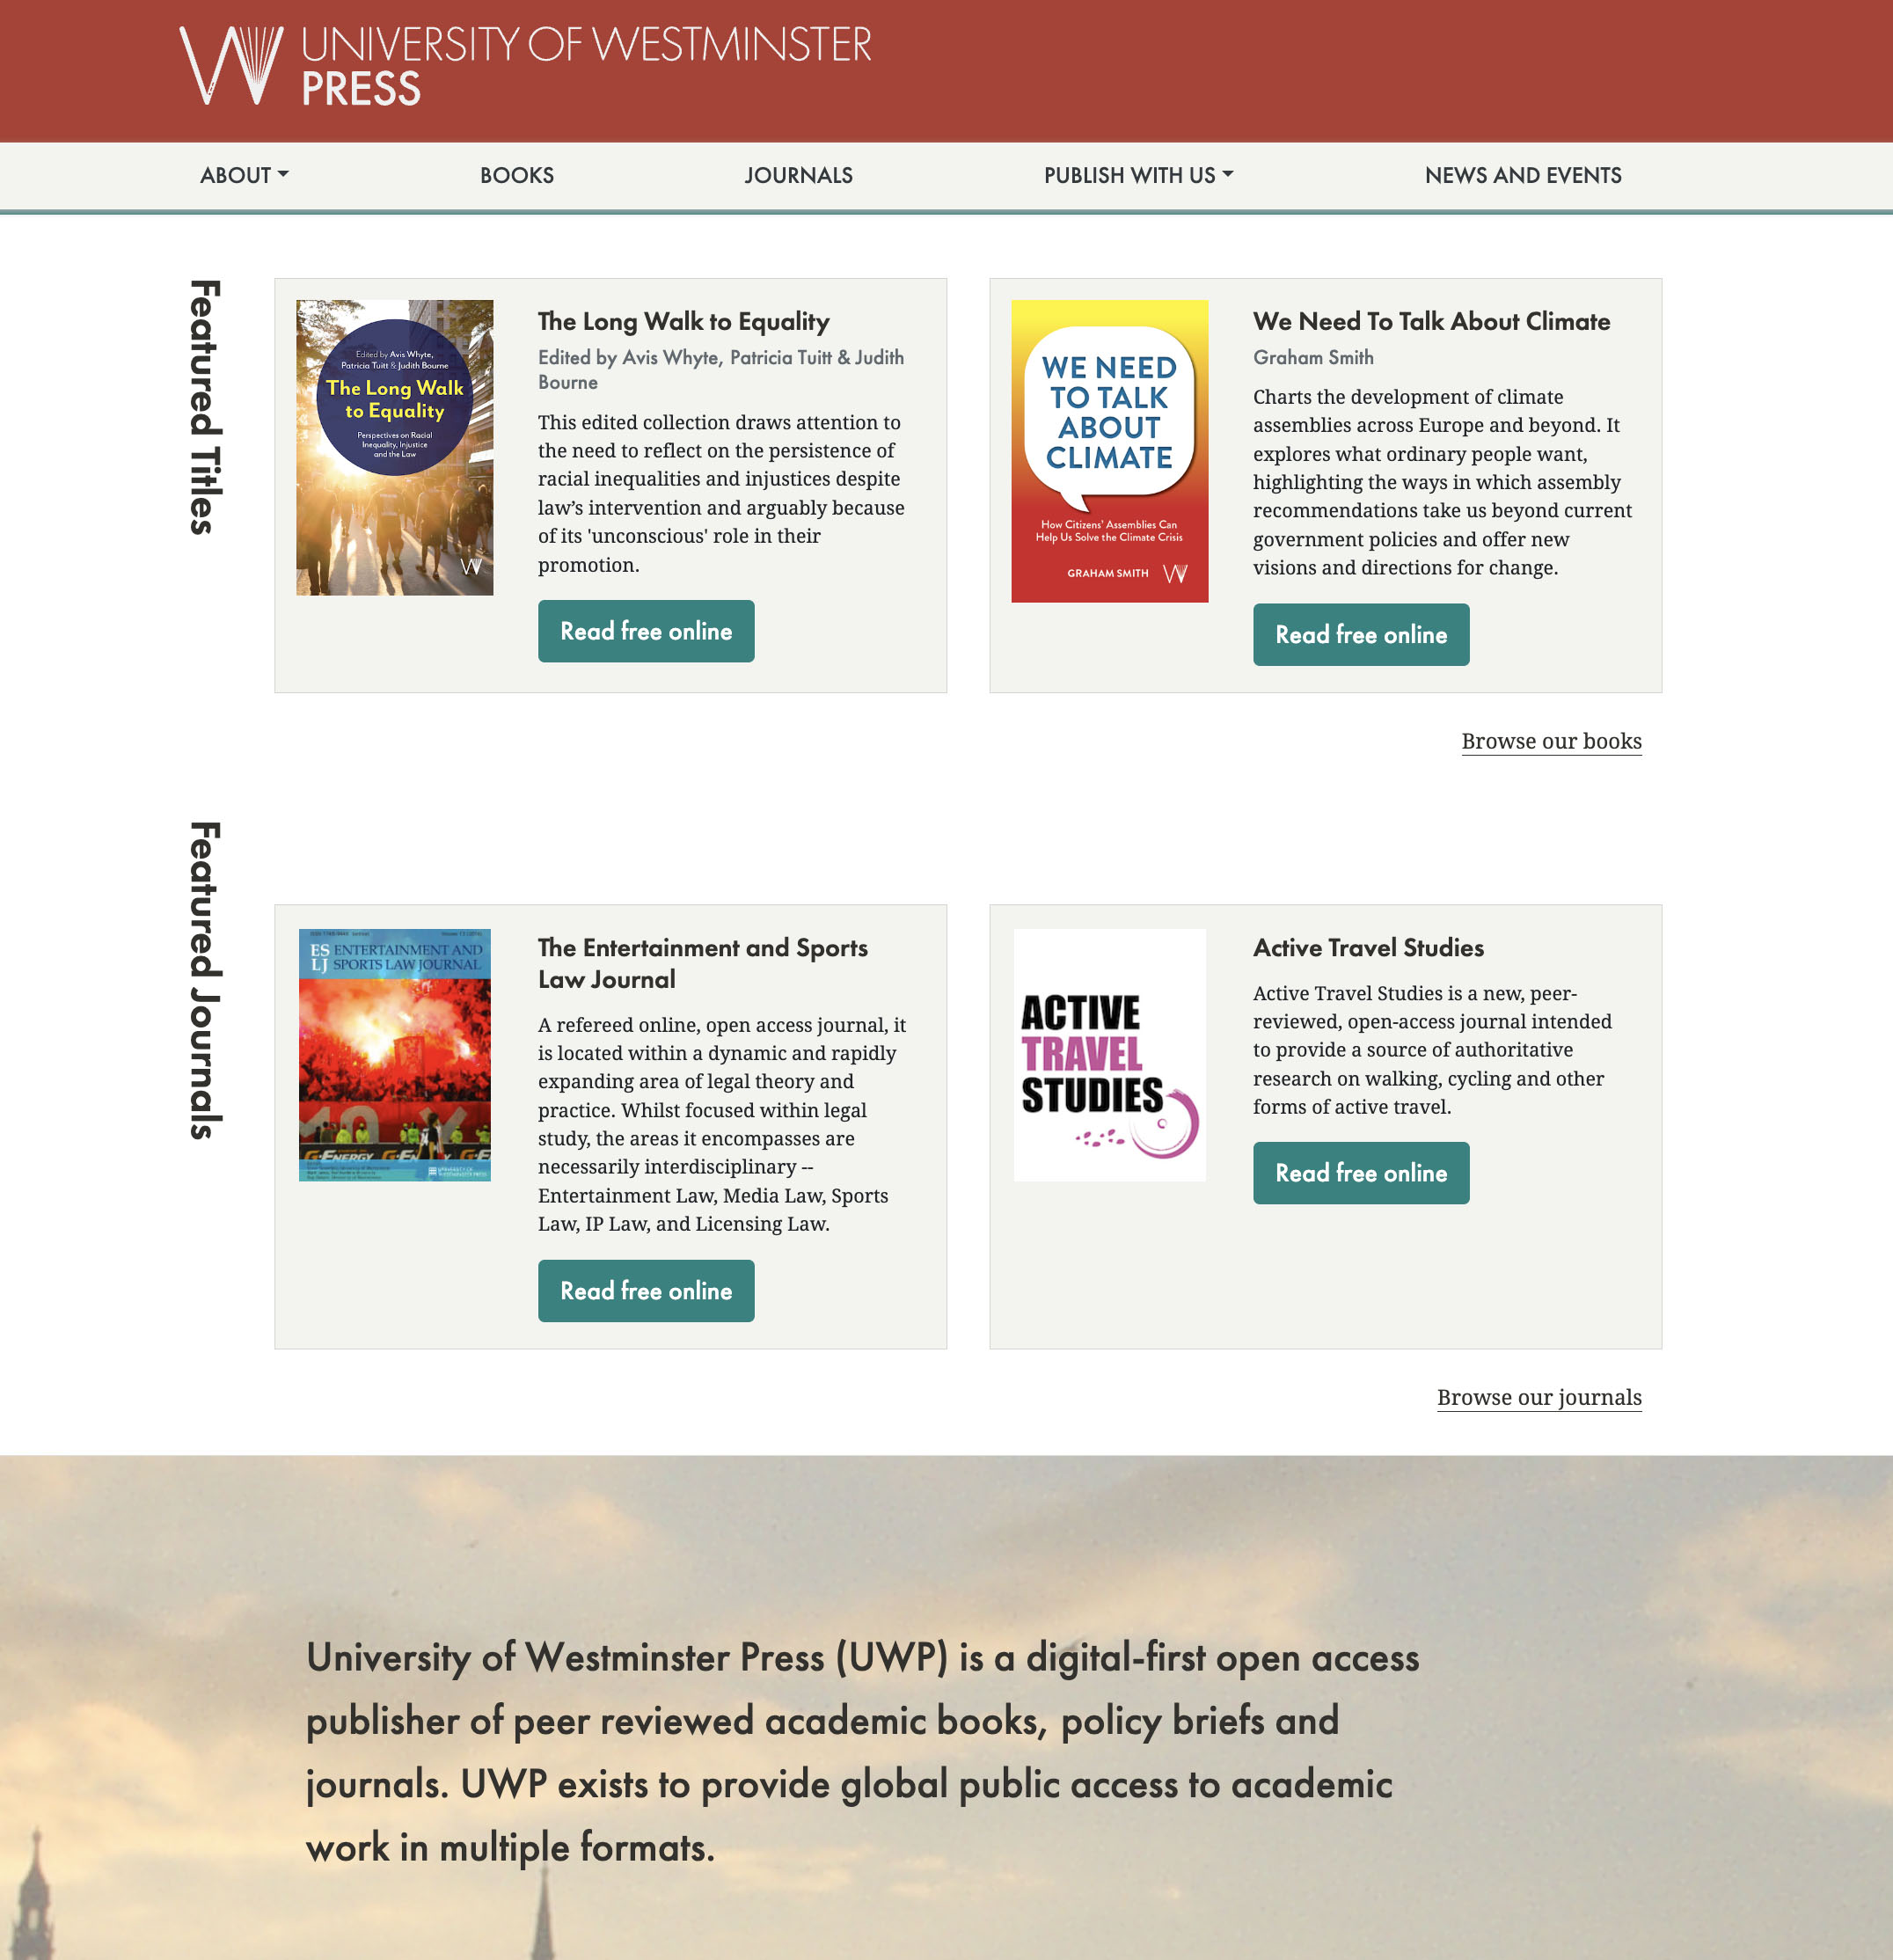 UNIVERSITY OF WESTMINSTER
PRESS
ABOUT
BOOKS
JOURNALS
PUBLISH WITH US
NEWS AND EVENTS
Featured Titles
Edited by Avis Whyte,
Patricia Tuitt & Judith Bourne
The Long Walk
to Equality
Perspectives on Racial
Inequality, Injustice
and the Law
The Long Walk to Equality
Edited by Avis Whyte, Patricia Tuitt & Judith
Bourne
This edited collection draws attention to
the need to reflect on the persistence of
racial inequalities and injustices despite
law’s intervention and arguably because
of its 'unconscious' role in their
promotion.
Read free online
WE NEED
TO TALK
ABOUT
CLIMATE
How Citizens' Assemblies Can
Help Us Solve the Climate Crisis
GRAHAM SMITH
We Need To Talk About Climate
Graham Smith
Charts the development of climate
assemblies across Europe and beyond. It
explores what ordinary people want,
highlighting the ways in which assembly
recommendations take us beyond current
government policies and offer new
visions and directions for change.
Read free online
Browse our books
Featured Journals
ES ENTERTAINMENT AND
LJ SPORTS LAW JOURNAL
G-ENERGY
The Entertainment and Sports
Law Journal
A refereed online, open access journal, it
is located within a dynamic and rapidly
expanding area of legal theory and
practice. Whilst focused within legal
study, the areas it encompasses are
necessarily interdisciplinary --
Entertainment Law, Media Law, Sports
Law, IP Law, and Licensing Law.
Read free online
ACTIVE
TRAVEL
STUDIES
Active Travel Studies
Active Travel Studies is a new, peer-
reviewed, open-access journal intended
to provide a source of authoritative
research on walking, cycling and other
forms of active travel.
Read free online
Browse our journals
University of Westminster Press (UWP) is a digital-first open access
publisher of peer reviewed academic books, policy briefs and
journals. UWP exists to provide global public access to academic
work in multiple formats.